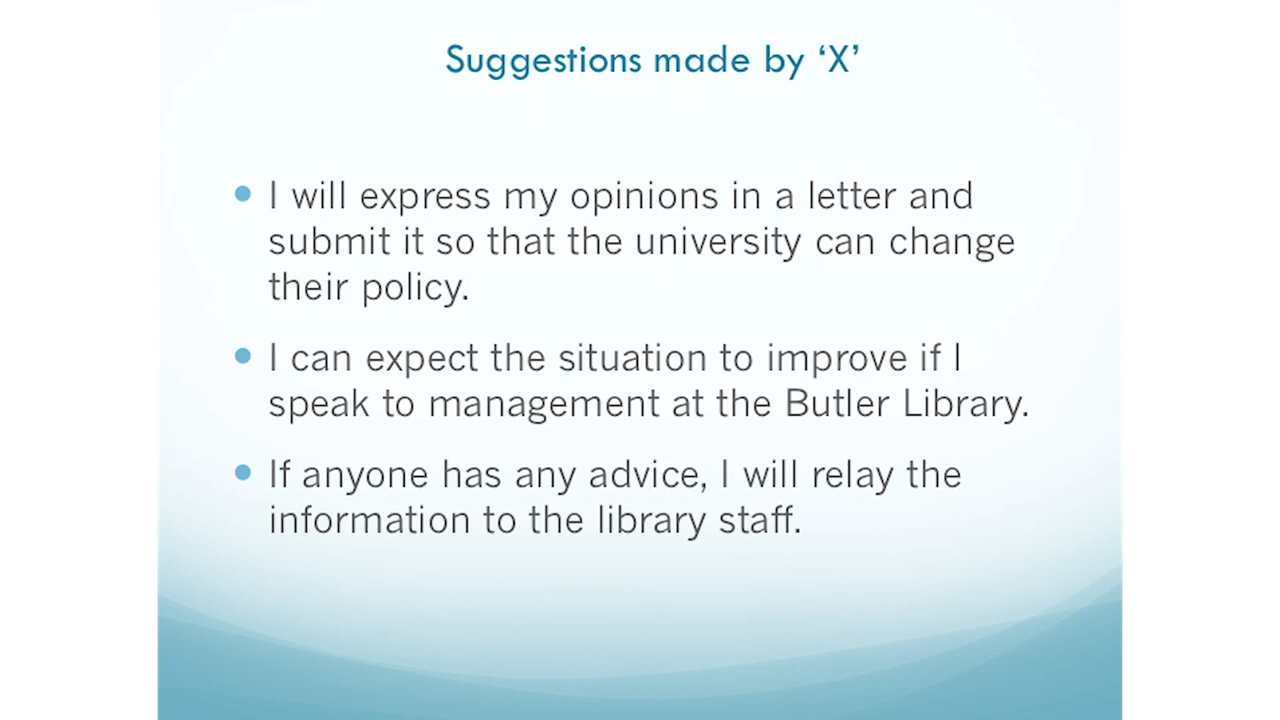 Suggestions made by ‘X’
• I will express my opinions in a letter and
submit it so that the university can change
their policy.
• I can expect the situation to improve if I
speak to management at the Butler Library.
• If anyone has any advice, I will relay the
information to the library staff.